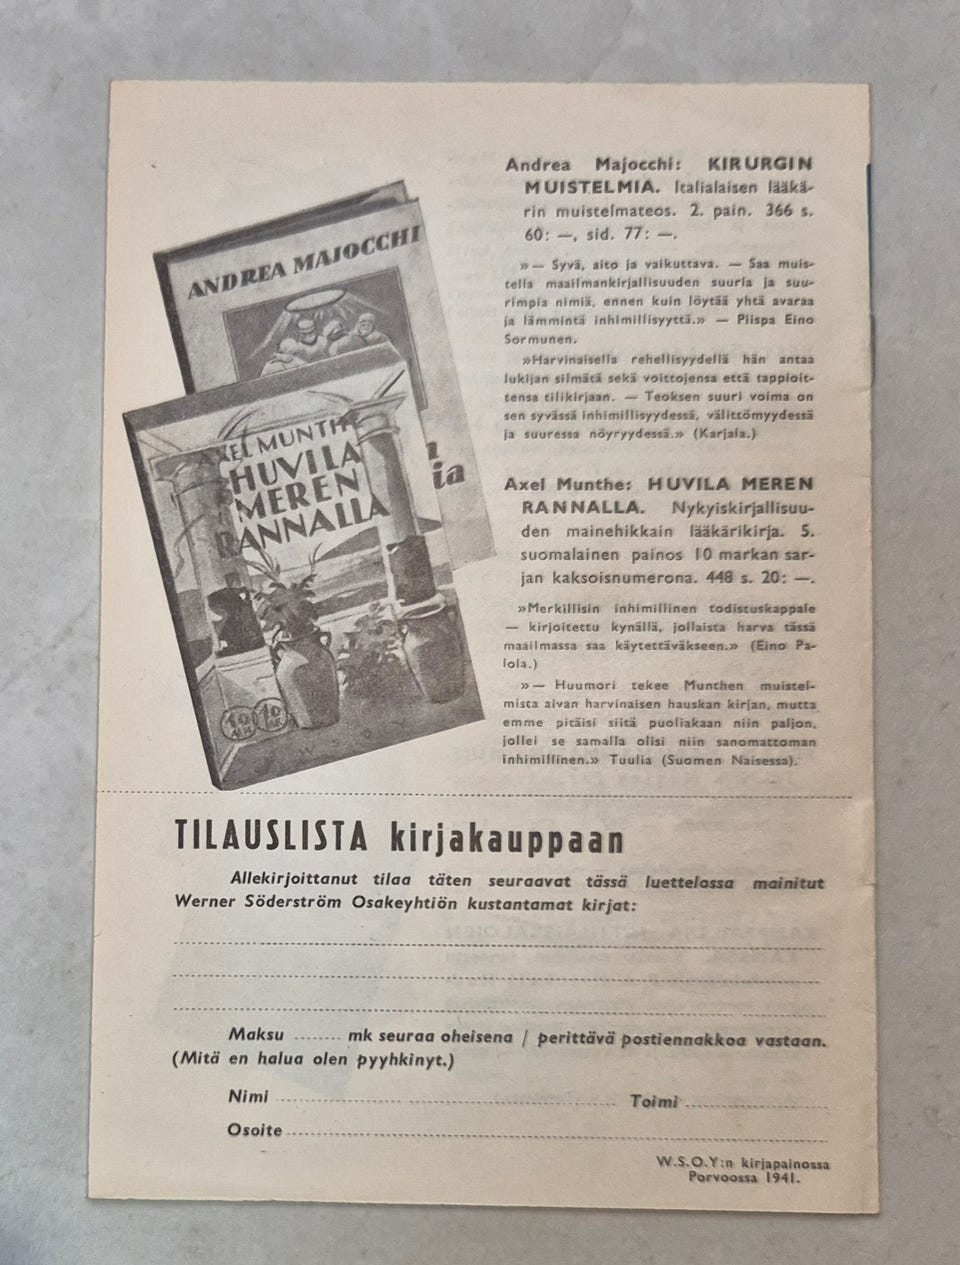 ANDREA MAJOCCHI
ia
AXEL MUNTHE
HUVILA
MEREN
RANNALLA
10 MK 10 MK
WSOY
Andrea Majocchi: KIRURGIN
MUISTELMIA. Italialaisen lääkä-
rin muistelmateos. 2. pain. 366 s.
60: —, sid. 77: —.
»— Syvä, aito ja vaikuttava. — Saa muis-
tella maailmankirjallisuuden suuria ja suu-
rimpia nimiä, ennen kuin löytää yhtä avaraa
ja lämmintä inhimillisyyttä.» — Piispa Eino
Sormunen.
»Harvinaisella rehellisyydellä hän antaa
lukijan silmätä sekä voittojensa että tappioit-
tensa tilikirjaan. — Teoksen suuri voima on
sen syvässä inhimillisyydessä, välittömyydessä
ja suuressa nöyryydessä.» (Karjala.)
Axel Munthe: HUVILA MEREN
RANNALLA. Nykyiskirjallisuu-
den mainehikkain lääkärikirja. 5.
suomalainen painos 10 markan sar-
jan kaksoisnumerona. 448 s. 20: —.
»Merkillisin inhimillinen todistuskappale
— kirjoitettu kynällä, jollaista harva tässä
maailmassa saa käytettäväkseen.» (Eino Pa-
lola.)
»— Huumori tekee Munthen muistel-
mista aivan harvinaisen hauskan kirjan, mutta
emme pitäisi siitä puoliakaan niin paljon,
jollei se samalla olisi niin sanomattoman
inhimillinen.» Tuulia (Suomen Naisessa).
TILAUSLISTA kirjakauppaan
Allekirjoittanut tilaa täten seuraavat tässä luettelossa mainitut
Werner Söderström Osakeyhtiön kustantamat kirjat:
Maksu ........ mk seuraa oheisena / perittävä postiennakkoa vastaan.
(Mitä en halua olen pyyhkinyt.)
Nimi ........ Toimi ........
Osoite ........
W.S.O.Y:n kirjapainossa
Porvoossa 1941.